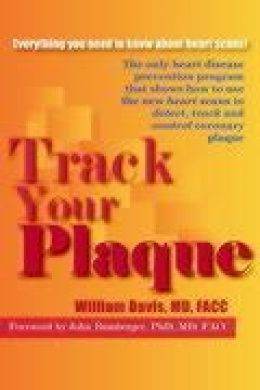 Everything you need to know about heart scans!
The only heart disease
prevention program
that shows how to use
the new heart scans to
detect, track and
control coronary
plaque
Track
Your
Plaque
William Davis, MD, FACC
Foreword by John Rumberger, PhD, MD, FACC